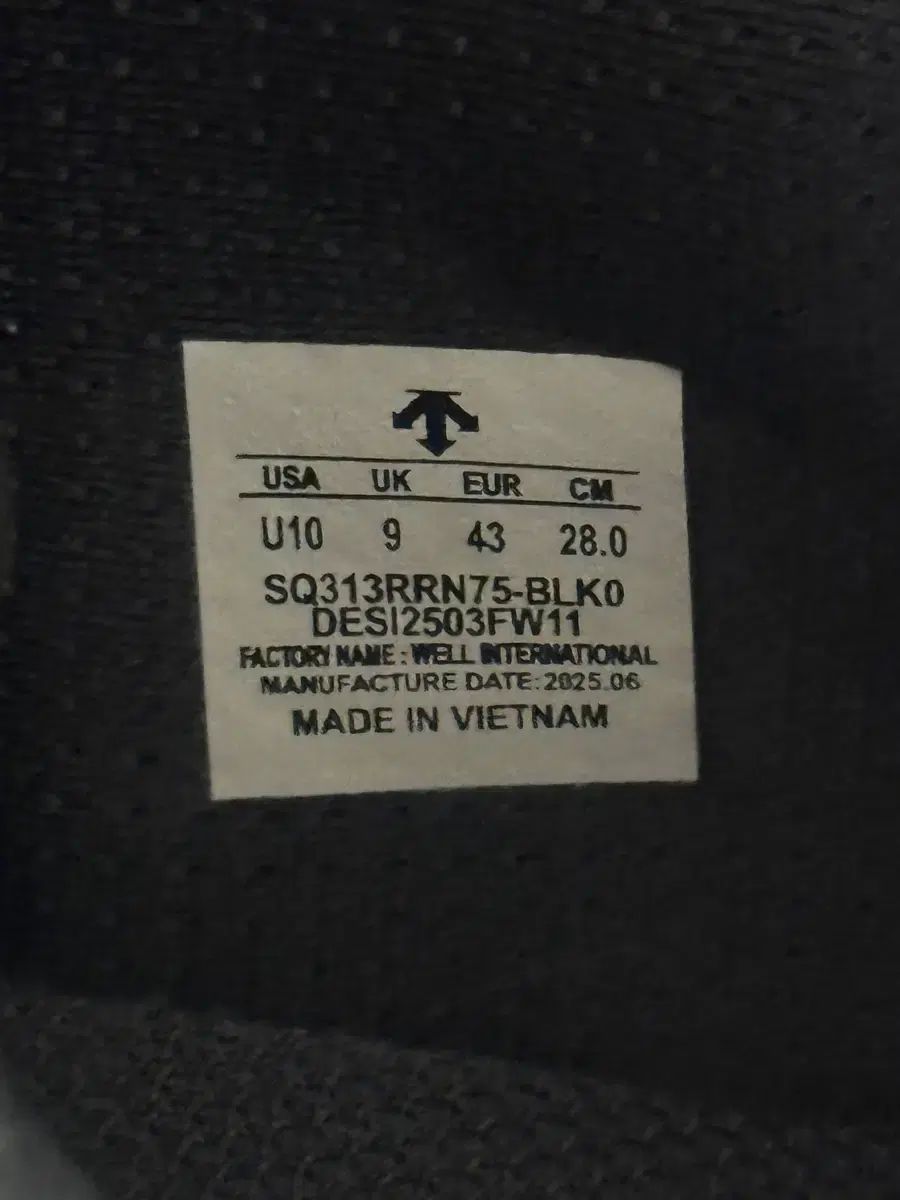 USA UK EUR CM
U10 9 43 28.0
SQ313RRN75-BLK0
DESI2503FW11
FACTORY NAME : WELL INTERNATIONAL
MANUFACTURE DATE: 2025.06
MADE IN VIETNAM